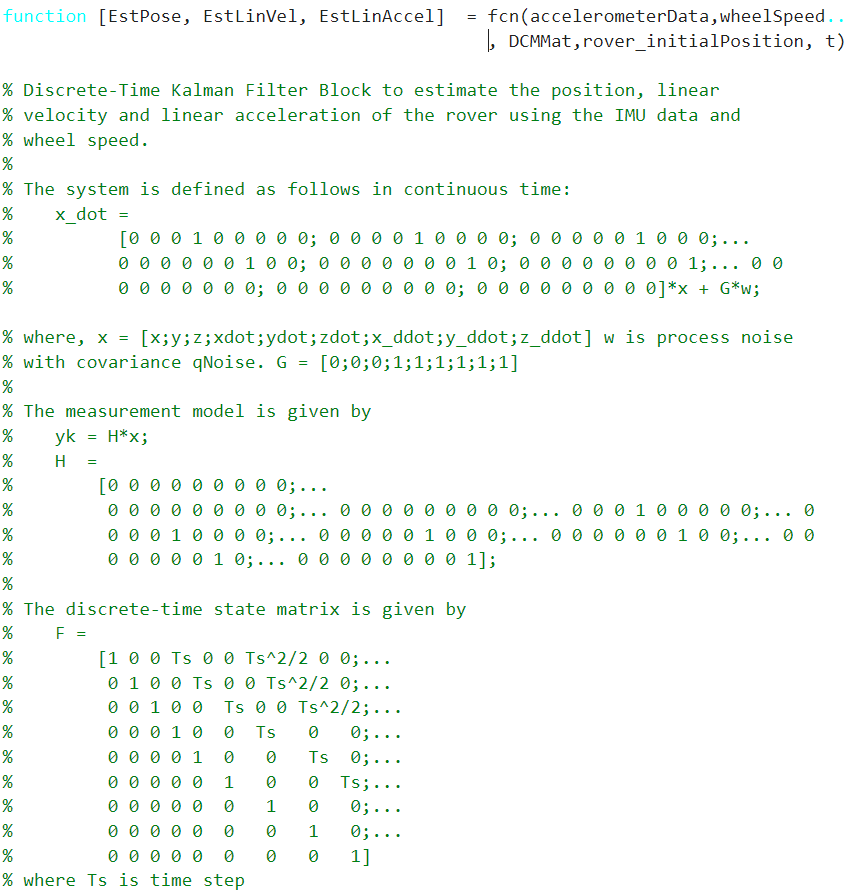 function [EstPose, EstLinVel, EstLinAccel]  = fcn(accelerometerData,wheelSpeed..
, DCMMat,rover_initialPosition, t)
% Discrete-Time Kalman Filter Block to estimate the position, linear
% velocity and linear acceleration of the rover using the IMU data and
% wheel speed.
%
% The system is defined as follows in continuous time:
%    x_dot =
%          [0 0 0 1 0 0 0 0 0; 0 0 0 0 1 0 0 0 0; 0 0 0 0 0 1 0 0 0;...
%          0 0 0 0 0 0 1 0 0; 0 0 0 0 0 0 0 1 0; 0 0 0 0 0 0 0 0 1;... 0 0
%          0 0 0 0 0 0 0; 0 0 0 0 0 0 0 0 0; 0 0 0 0 0 0 0 0 0]*x + G*w;
% where, x = [x;y;z;xdot;ydot;zdot;x_ddot;y_ddot;z_ddot] w is process noise
% with covariance qNoise. G = [0;0;0;1;1;1;1;1;1]
%
% The measurement model is given by
%    yk = H*x;
%    H  =
%        [0 0 0 0 0 0 0 0 0;...
%         0 0 0 0 0 0 0 0 0;... 0 0 0 0 0 0 0 0 0;... 0 0 0 1 0 0 0 0 0;... 0
%         0 0 0 1 0 0 0 0;... 0 0 0 0 0 1 0 0 0;... 0 0 0 0 0 0 1 0 0;... 0 0
%         0 0 0 0 0 1 0;... 0 0 0 0 0 0 0 0 1];
%
% The discrete-time state matrix is given by
%    F =
%        [1 0 0 Ts 0 0 Ts^2/2 0 0;...
%         0 1 0 0 Ts 0 0 Ts^2/2 0;...
%         0 0 1 0 0  Ts 0 0 Ts^2/2;...
%         0 0 0 1 0  0  Ts   0   0;...
%         0 0 0 0 1  0   0   Ts  0;...
%         0 0 0 0 0  1   0   0  Ts;...
%         0 0 0 0 0  0   1   0   0;...
%         0 0 0 0 0  0   0   1   0;...
%         0 0 0 0 0  0   0   0   1]
% where Ts is time step